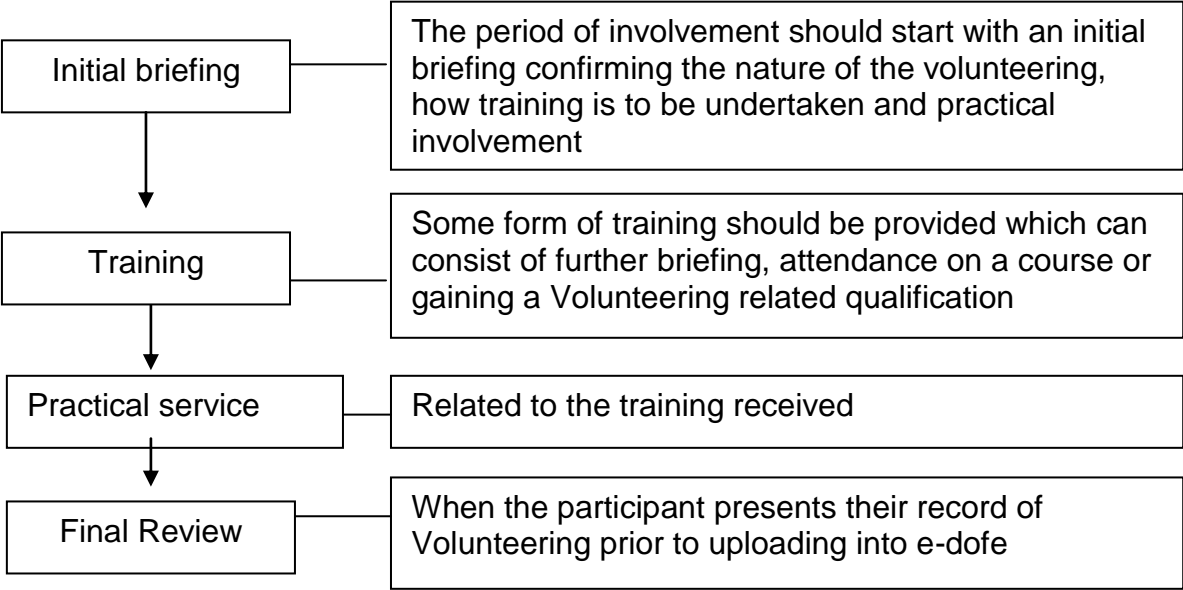 Initial briefing
The period of involvement should start with an initial
briefing confirming the nature of the volunteering,
how training is to be undertaken and practical
involvement
Training
Some form of training should be provided which can
consist of further briefing, attendance on a course or
gaining a Volunteering related qualification
Practical service
Related to the training received
Final Review
When the participant presents their record of
Volunteering prior to uploading into e-dofe